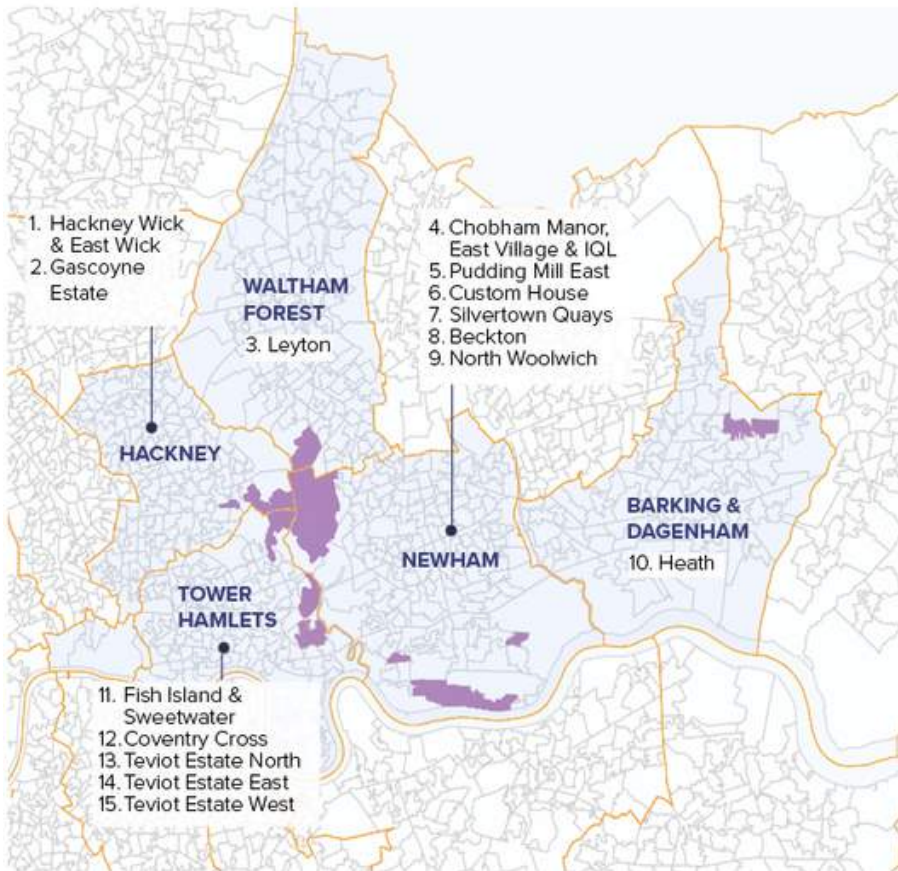 1. Hackney Wick
& East Wick
2. Gascoyne
Estate
WALTHAM
FOREST
3. Leyton
4. Chobham Manor,
East Village & IQL
5. Pudding Mill East
6. Custom House
7. Silvertown Quays
8. Beckton
9. North Woolwich
HACKNEY
BARKING &
DAGENHAM
10. Heath
NEWHAM
TOWER
HAMLETS
11. Fish Island &
Sweetwater
12. Coventry Cross
13. Teviot Estate North
14. Teviot Estate East
15. Teviot Estate West